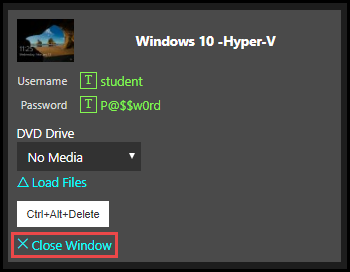 11:25
Windows 10 -Hyper-V
Username T student
Password T P@$$w0rd
DVD Drive
No Media
Load Files
Ctrl+Alt+Delete
Close Window